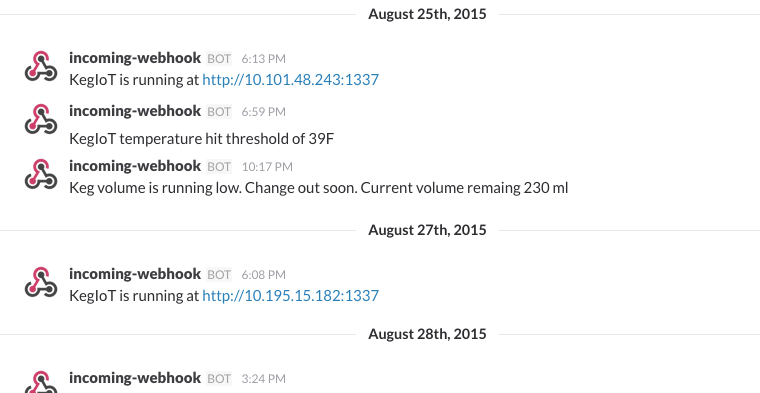 August 25th, 2015
incoming-webhook BOT 6:13 PM
KegIoT is running at http://10.101.48.243:1337
incoming-webhook BOT 6:59 PM
KegIoT temperature hit threshold of 39F
incoming-webhook BOT 10:17 PM
Keg volume is running low. Change out soon. Current volume remaing 230 ml
August 27th, 2015
incoming-webhook BOT 6:08 PM
KegIoT is running at http://10.195.15.182:1337
August 28th, 2015
incoming-webhook BOT 3:24 PM